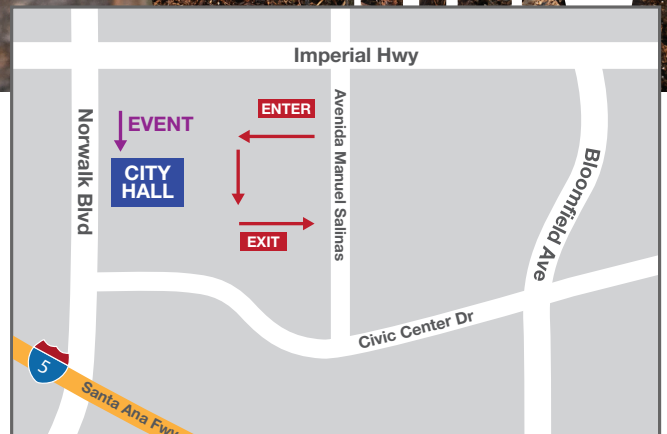 Imperial Hwy
Norwalk Blvd
EVENT
CITY
HALL
ENTER
EXIT
Avenida Manuel Salinas
Bloomfield Ave
Civic Center Dr
5
Santa Ana Fwy